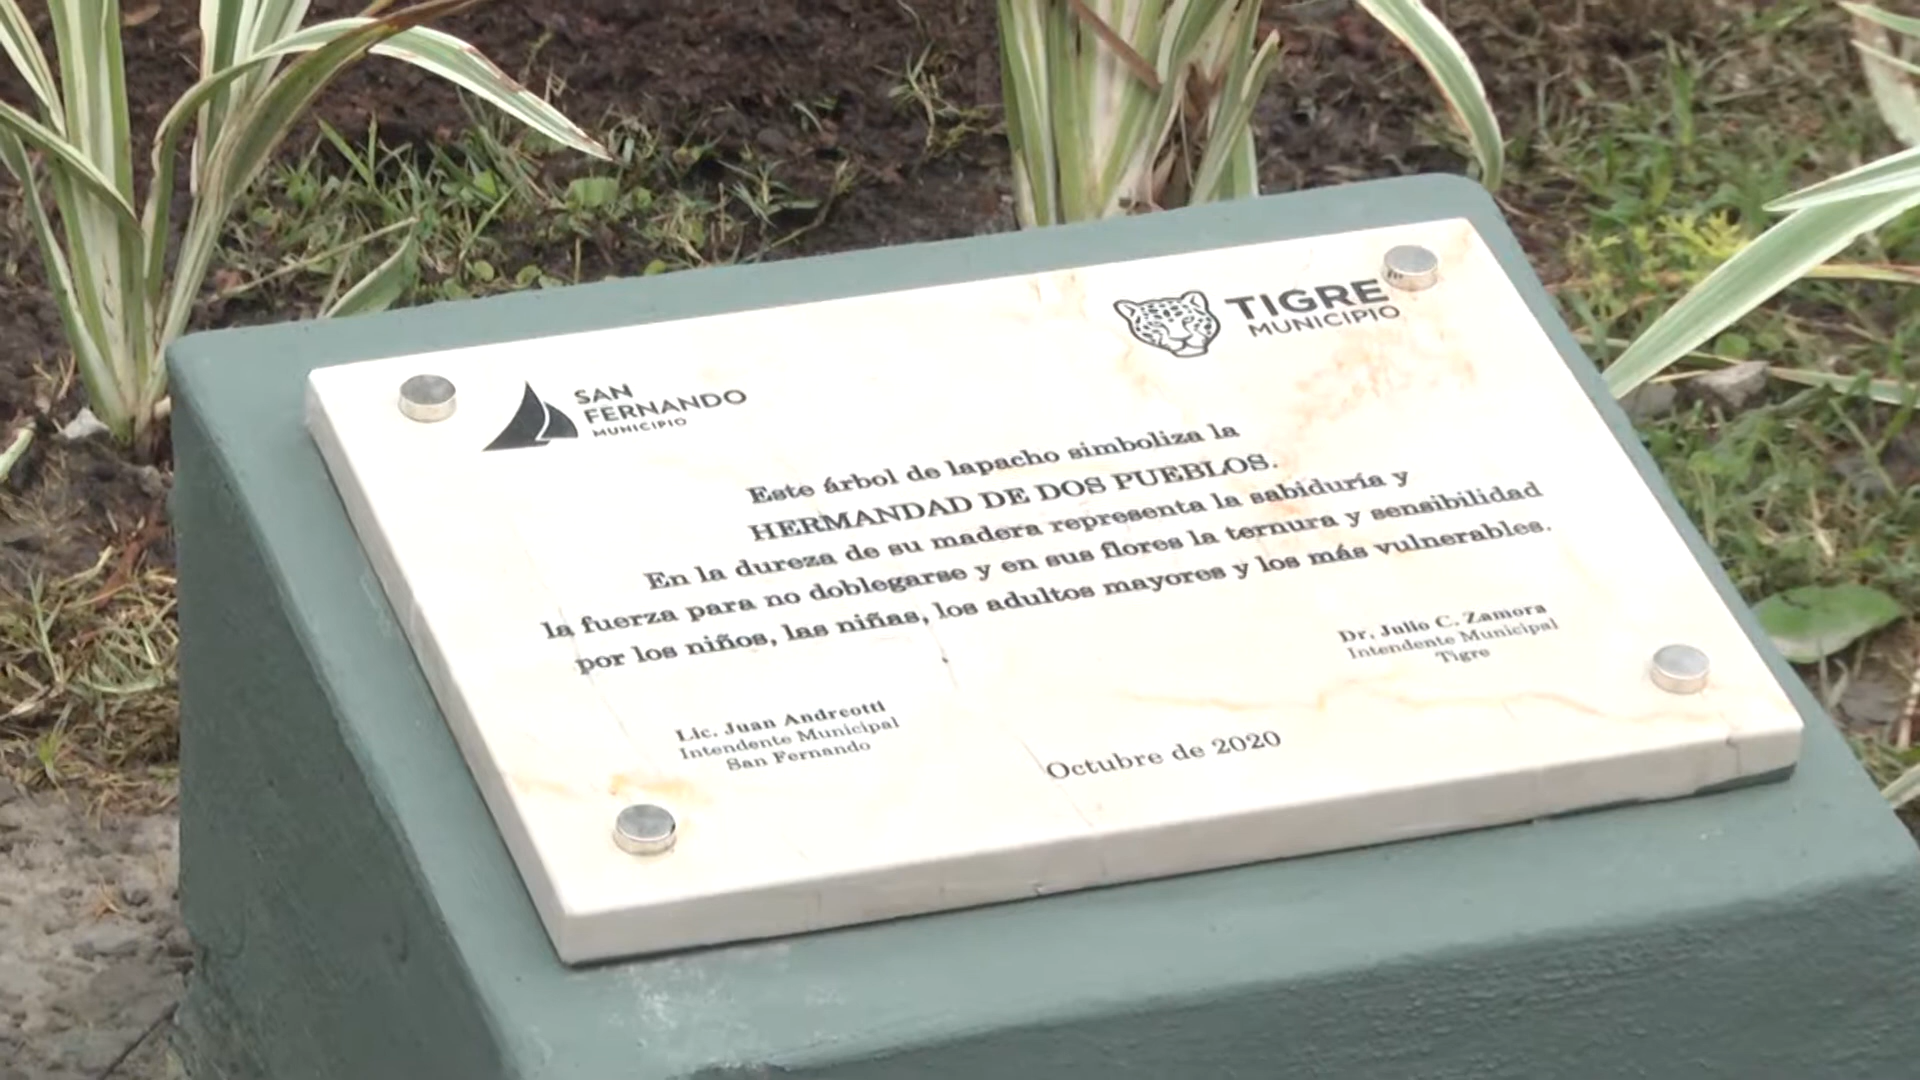 SAN
FERNANDO
MUNICIPIO
TIGRE
MUNICIPIO
Este árbol de lapacho simboliza la
HERMANDAD DE DOS PUEBLOS.
En la dureza de su madera representa la sabiduría y
la fuerza para no doblegarse y en sus flores la ternura y sensibilidad
por los niños, las niñas, los adultos mayores y los más vulnerables.
Lic. Juan Andreotti
Intendente Municipal
San Fernando
Dr. Julio C. Zamora
Intendente Municipal
Tigre
Octubre de 2020